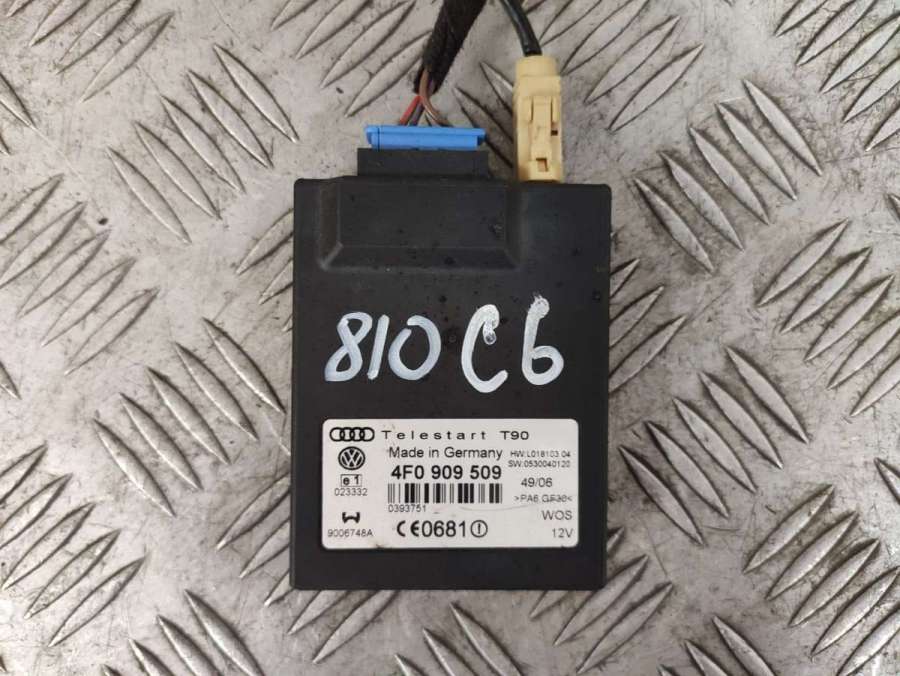 810 C6
Telestart T90
Made in Germany
HW:L018103.04
SW:0530040120
4F0 909 509
e1
023332
49/06
>PA6 GF30<
0393751
WOS
9006748A
CE0681
12V